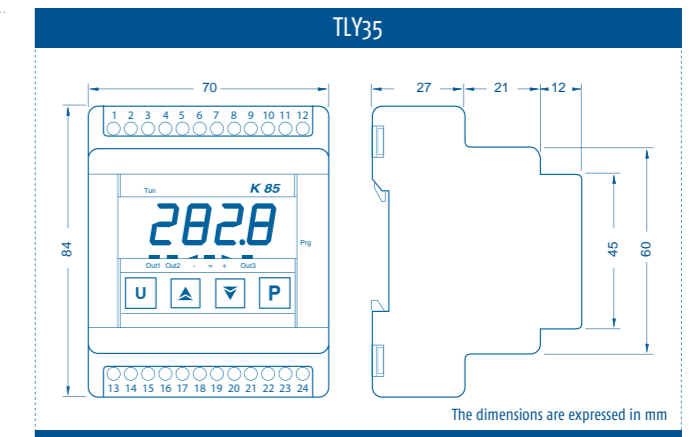 TLY35
70
27 21 12
1 2 3 4 5 6 7 8 9 10 11 12
Tun K 85
282.8
Prg
Out1 Out2 - = + Out3
U P
84
45
60
13 14 15 16 17 18 19 20 21 22 23 24
The dimensions are expressed in mm